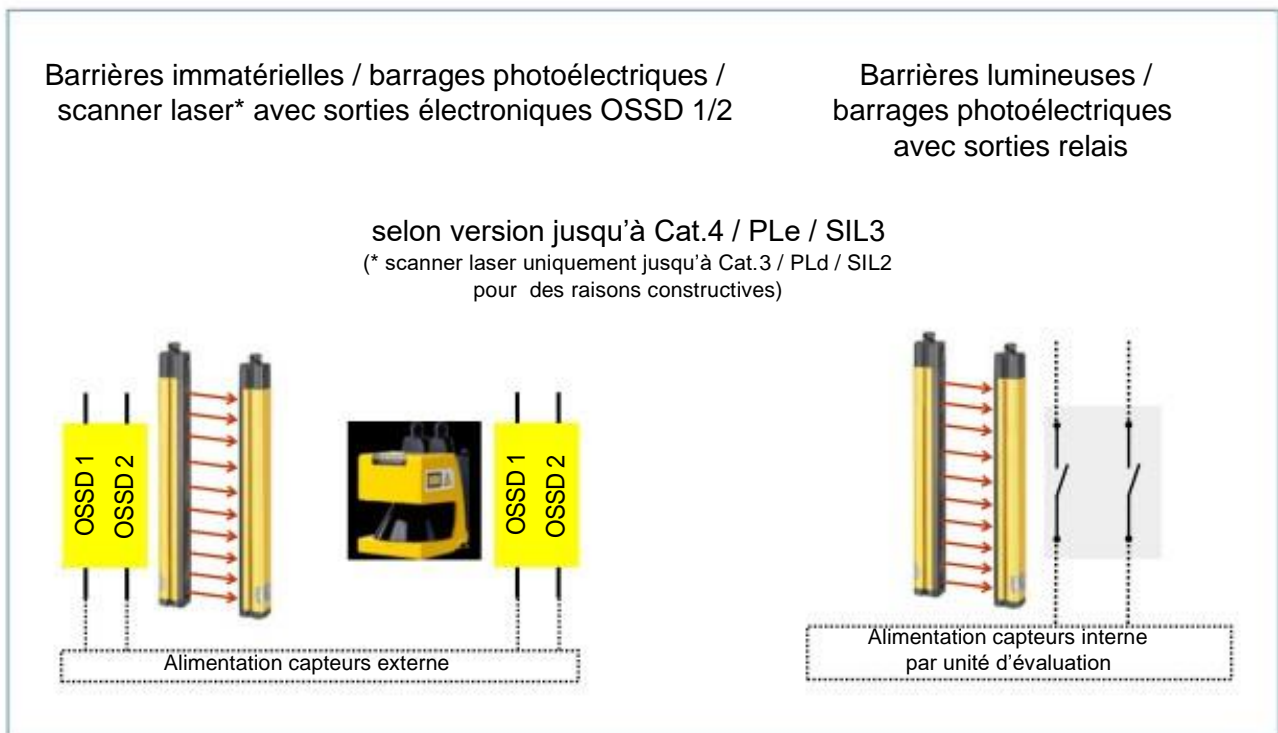 Barrières immatérielles / barrages photoélectriques /
scanner laser* avec sorties électroniques OSSD 1/2
Barrières lumineuses /
barrages photoélectriques
avec sorties relais
selon version jusqu'à Cat.4 / PLe / SIL3
(* scanner laser uniquement jusqu'à Cat.3 / PLd / SIL2
pour des raisons constructives)
OSSD 1
OSSD 2
OSSD 1
OSSD 2
Alimentation capteurs externe
Alimentation capteurs interne
par unité d'évaluation